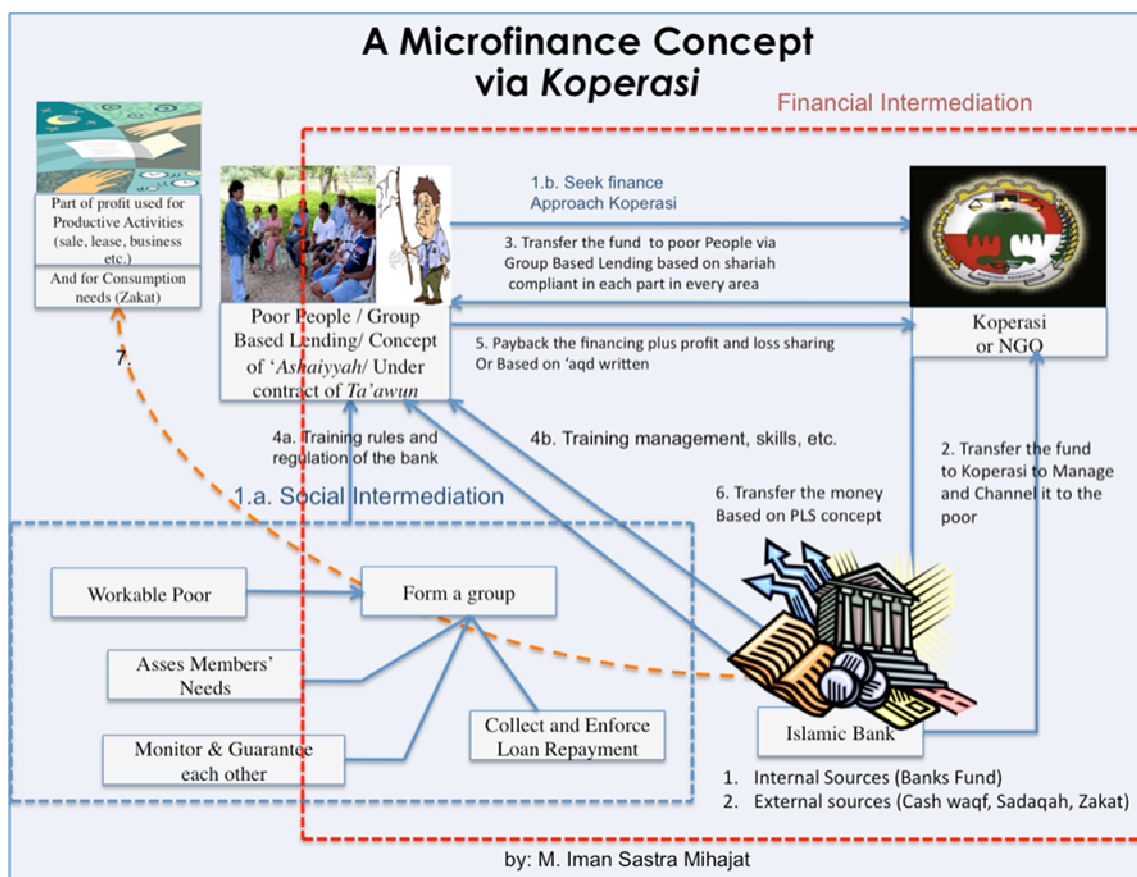 A Microfinance Concept
via Koperasi
Financial Intermediation
Part of profit used for
Productive Activities
(sale, lease, business
etc.)
And for Consumption
needs (Zakat)
7.
Poor People / Group
Based Lending/ Concept
of ‘Ashaiyyah/ Under
contract of Ta’awun
1.b. Seek finance
Approach Koperasi
3. Transfer the fund to poor People via
Group Based Lending based on shariah
compliant in each part in every area
5. Payback the financing plus profit and loss sharing
Or Based on ‘aqd written
Koperasi
or NGO
4a. Training rules and
regulation of the bank
4b. Training management, skills, etc.
2. Transfer the fund
to Koperasi to Manage
and Channel it to the
poor
6. Transfer the money
Based on PLS concept
1.a. Social Intermediation
Workable Poor
Form a group
Asses Members’
Needs
Monitor & Guarantee
each other
Collect and Enforce
Loan Repayment
Islamic Bank
1. Internal Sources (Banks Fund)
2. External sources (Cash waqf, Sadaqah, Zakat)
by: M. Iman Sastra Mihajat